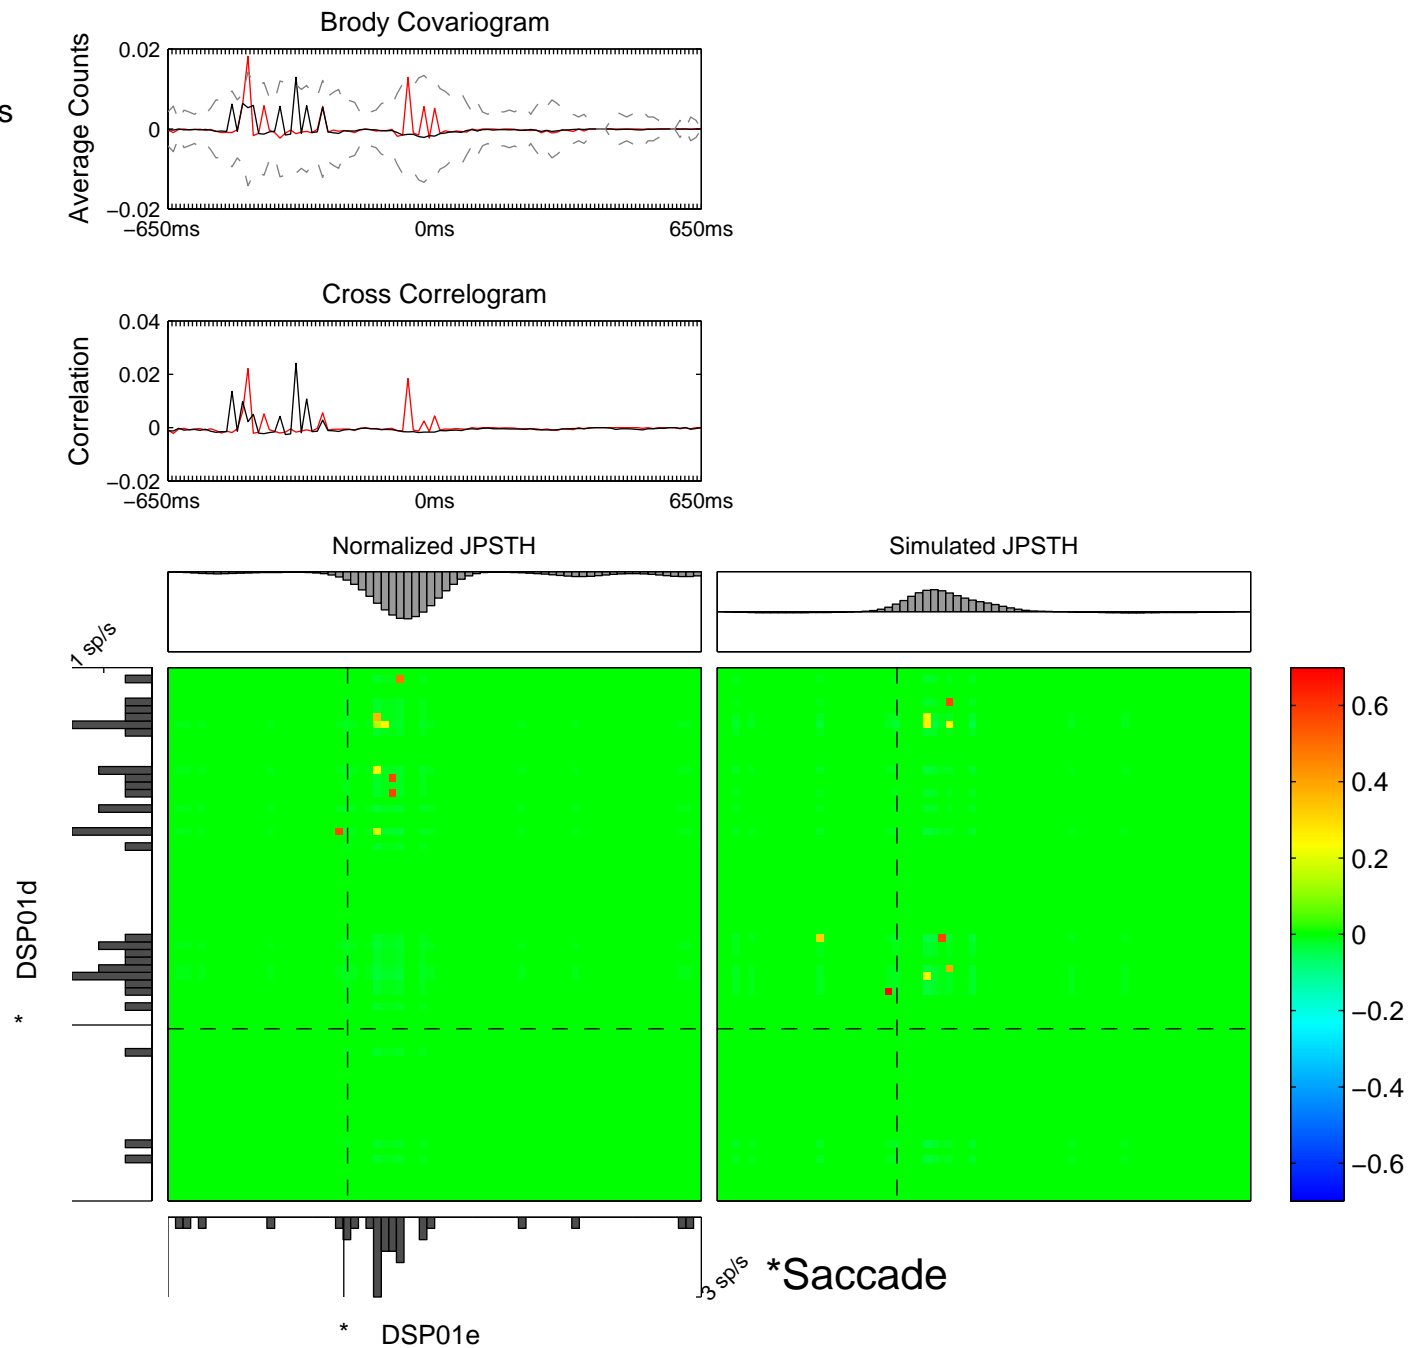 Brody Covariogram
s
Average Counts
0.02
0
−0.02
−650ms 0ms 650ms
Cross Correlogram
Correlation
0.04
0.02
0
−0.02
−650ms 0ms 650ms
Normalized JPSTH
Simulated JPSTH
1 sp/s
DSP01d
*
0.6
0.4
0.2
0
−0.2
−0.4
−0.6
3 sp/s
*Saccade
* DSP01e